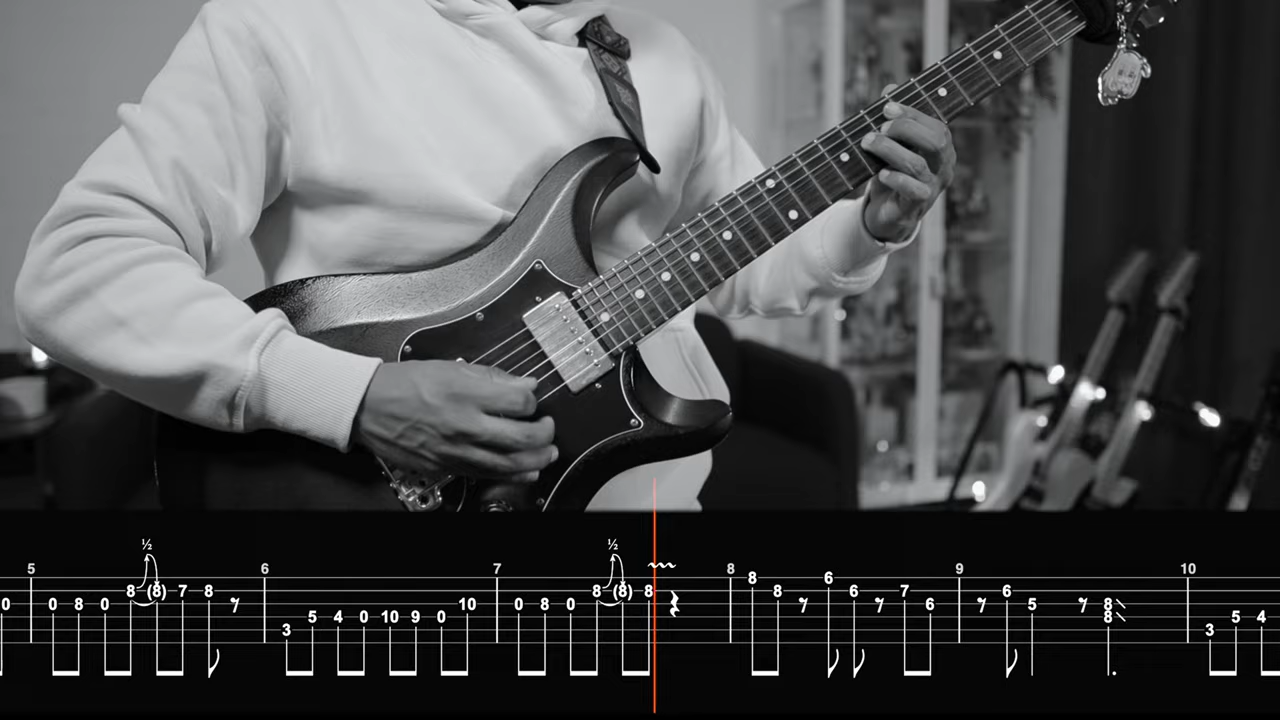 ½ ½
5 6 7 8 9 10
8 6
8 (8) 7 8 8 (8) 8 8 6 7 6
0 0 8 0 10 0 8 0 6 5 8
5 4 0 10 9 0 8 5 4
3 3